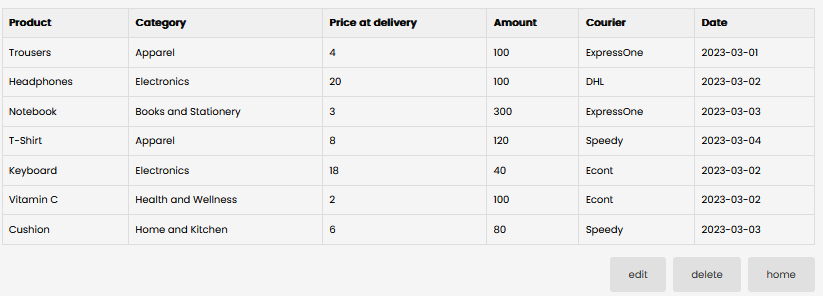 Product Category Price at delivery Amount Courier Date
Trousers Apparel 4 100 ExpressOne 2023-03-01
Headphones Electronics 20 100 DHL 2023-03-02
Notebook Books and Stationery 3 300 ExpressOne 2023-03-03
T-Shirt Apparel 8 120 Speedy 2023-03-04
Keyboard Electronics 18 40 Econt 2023-03-02
Vitamin C Health and Wellness 2 100 Econt 2023-03-02
Cushion Home and Kitchen 6 80 Speedy 2023-03-03
edit delete home